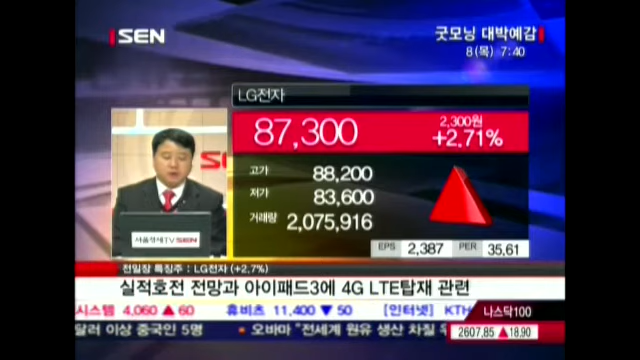 SEN
굿모닝 대박예감
8(목) 7:40
LG전자
87,300
2,300원
+2.71%
고가 88,200
저가 83,600
거래량 2,075,916
EPS 2,387 PER 35.61
서울경제TV SEN
전일장 특징주 : LG전자 (+2.7%)
실적호전 전망과 아이패드3에 4G LTE탑재 관련
시스템 4,060 ▲ 60 휴비츠 11,400 ▼ 50 [인터넷] KTH
나스닥100
달러 이상 중국인 5명 오바마 "전세계 원유 생산 차질 우
2607.85 ▲18.90